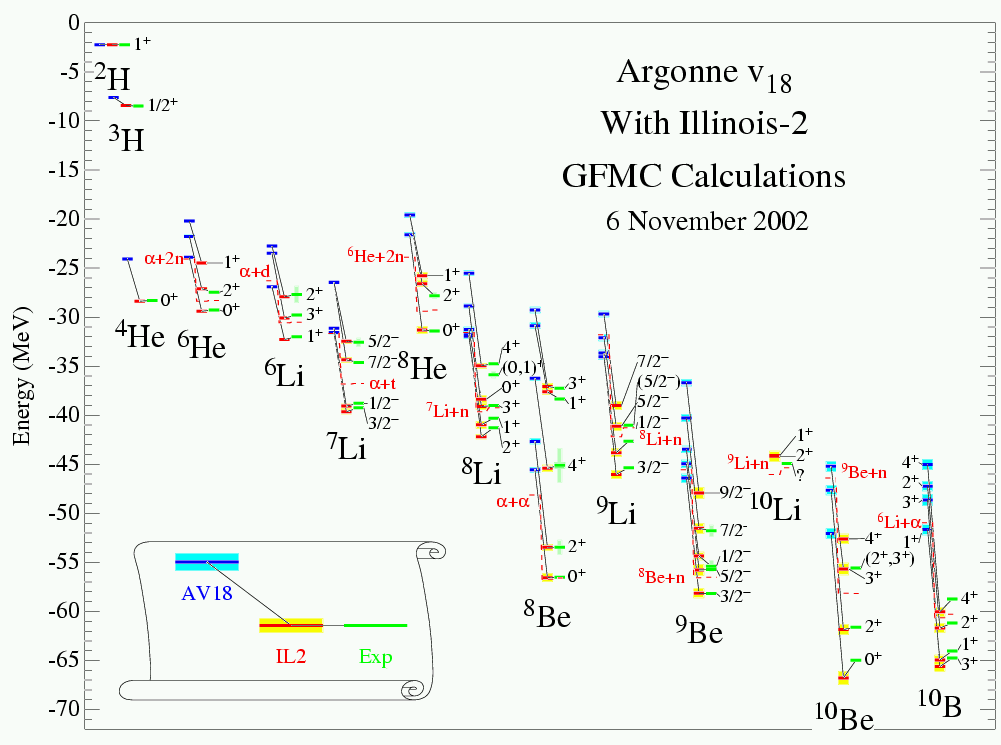 Argonne v18
With Illinois-2
GFMC Calculations
6 November 2002
Energy (MeV)
0
-5
-10
-15
-20
-25
-30
-35
-40
-45
-50
-55
-60
-65
-70
1⁺
²H
1/2⁺
³H
0⁺
⁴He
α+2n
1⁺
2⁺
0⁺
⁶He
α+d
2⁺
3⁺
1⁺
⁶Li
5/2⁻
7/2⁻
α+t
1/2⁻
3/2⁻
⁷Li
⁶He+2n
1⁺
2⁺
0⁺
⁸He
4⁺
(0,1)⁺
0⁺
⁷Li+n
3⁺
1⁺
2⁺
⁸Li
3⁺
1⁺
4⁺
α+α
2⁺
0⁺
⁸Be
7/2⁻
(5/2⁻)
5/2⁻
1/2⁻
⁸Li+n
3/2⁻
⁹Li
9/2⁻
7/2⁻
1/2⁻
⁸Be+n
5/2⁻
3/2⁻
⁹Be
1⁺
⁹Li+n
2⁺
?
¹⁰Li
⁹Be+n
4⁺
(2⁺,3⁺)
3⁺
2⁺
0⁺
¹⁰Be
4⁺
2⁺
3⁺
⁶Li+α
1⁺
4⁺
2⁺
1⁺
3⁺
¹⁰B
AV18
IL2
Exp